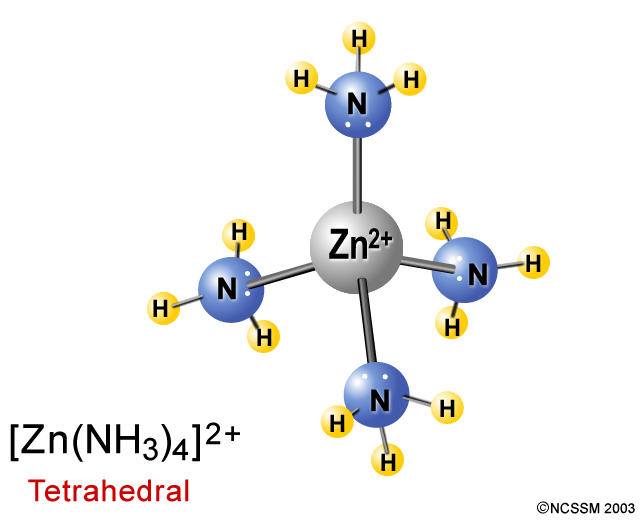 H
H H
N
Zn2+
H
H
N
H
H
N
H
H
H
N
H
H
H
[Zn(NH3)4]2+
Tetrahedral
©NCSSM 2003